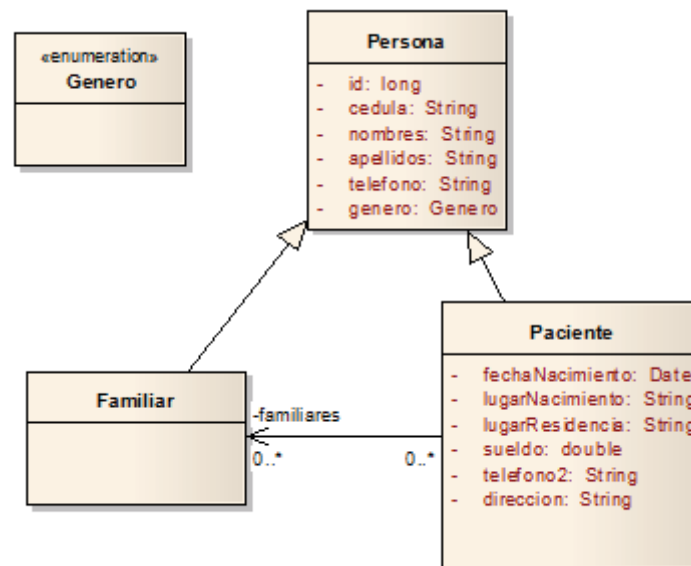 «enumeration»
Genero
Persona
- id: long
- cedula: String
- nombres: String
- apellidos: String
- telefono: String
- genero: Genero
Familiar
-familiares
0..*
0..*
Paciente
- fechaNacimiento: Date
- lugarNacimiento: String
- lugarResidencia: String
- sueldo: double
- telefono2: String
- direccion: String